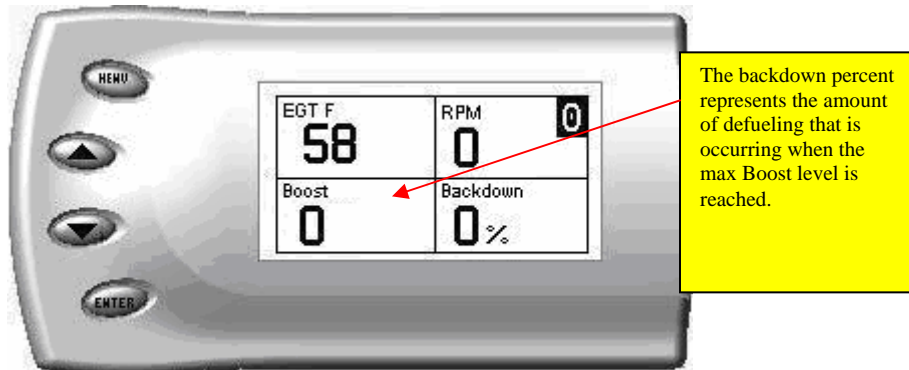 MENU
EGT F
58
RPM
0
0
Boost
0
Backdown
0%
ENTER
The backdown percent
represents the amount
of defueling that is
occurring when the
max Boost level is
reached.